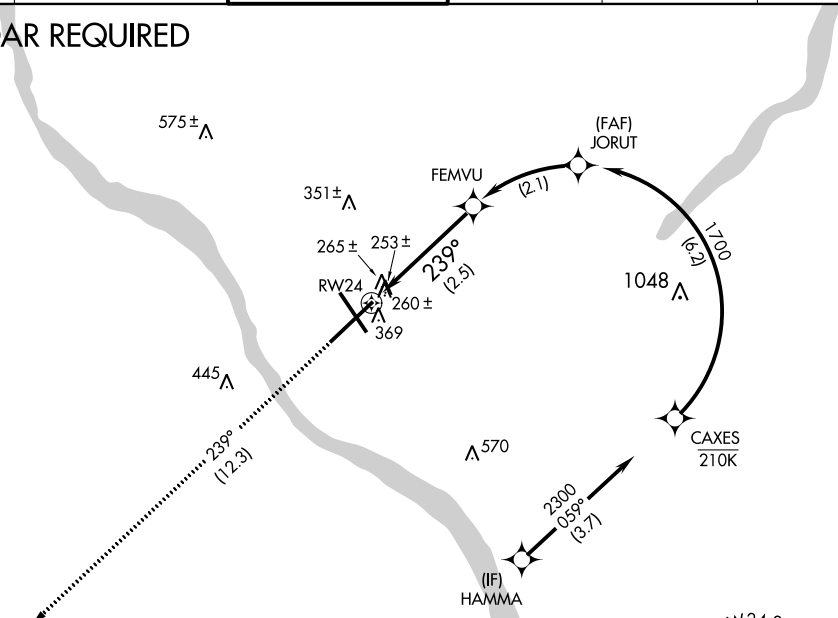 AR REQUIRED
575±
(FAF)
JORUT
FEMVU
(2.1)
351±
1700
(6.2)
265±
253±
239°
(2.5)
RW24
260±
1048
369
445
239°
(12.3)
570
CAXES
210K
2300
059°
(3.7)
(IF)
HAMMA